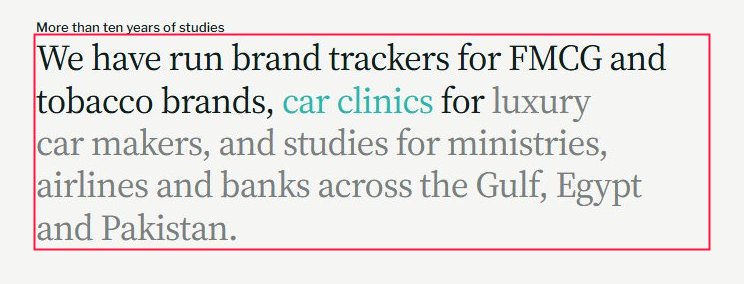 More than ten years of studies
We have run brand trackers for FMCG and
tobacco brands, car clinics for luxury
car makers, and studies for ministries,
airlines and banks across the Gulf, Egypt
and Pakistan.